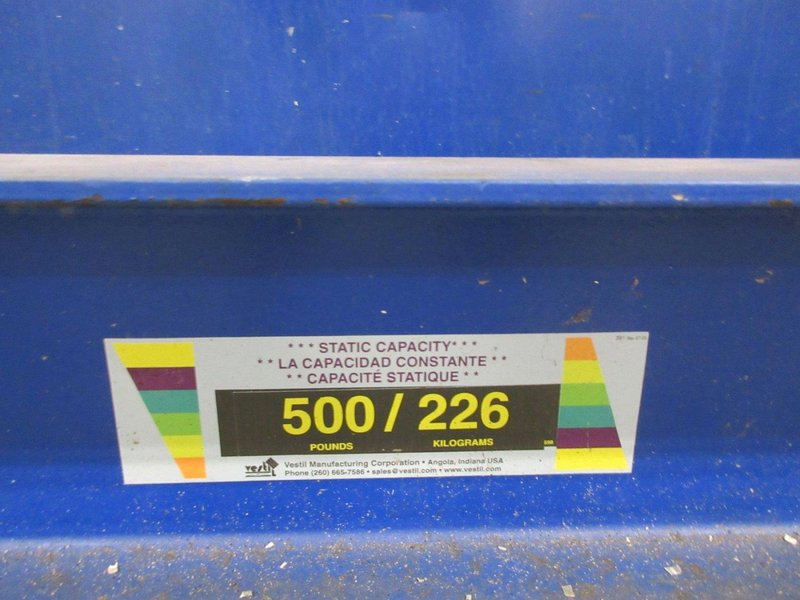 ***STATIC CAPACITY***
**LA CAPACIDAD CONSTANTE**
**CAPACITÉ STATIQUE**
500 / 226
POUNDS KILOGRAMS
vestil
Vestil Manufacturing Corporation • Angola, Indiana USA
Phone (260) 665-7586 • sales@vestil.com • www.vestil.com